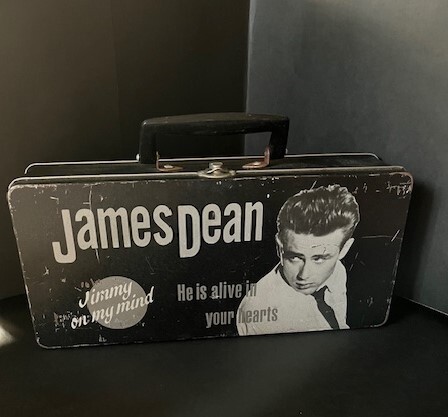 James Dean
Jimmy
on my mind
He is alive in
your hearts